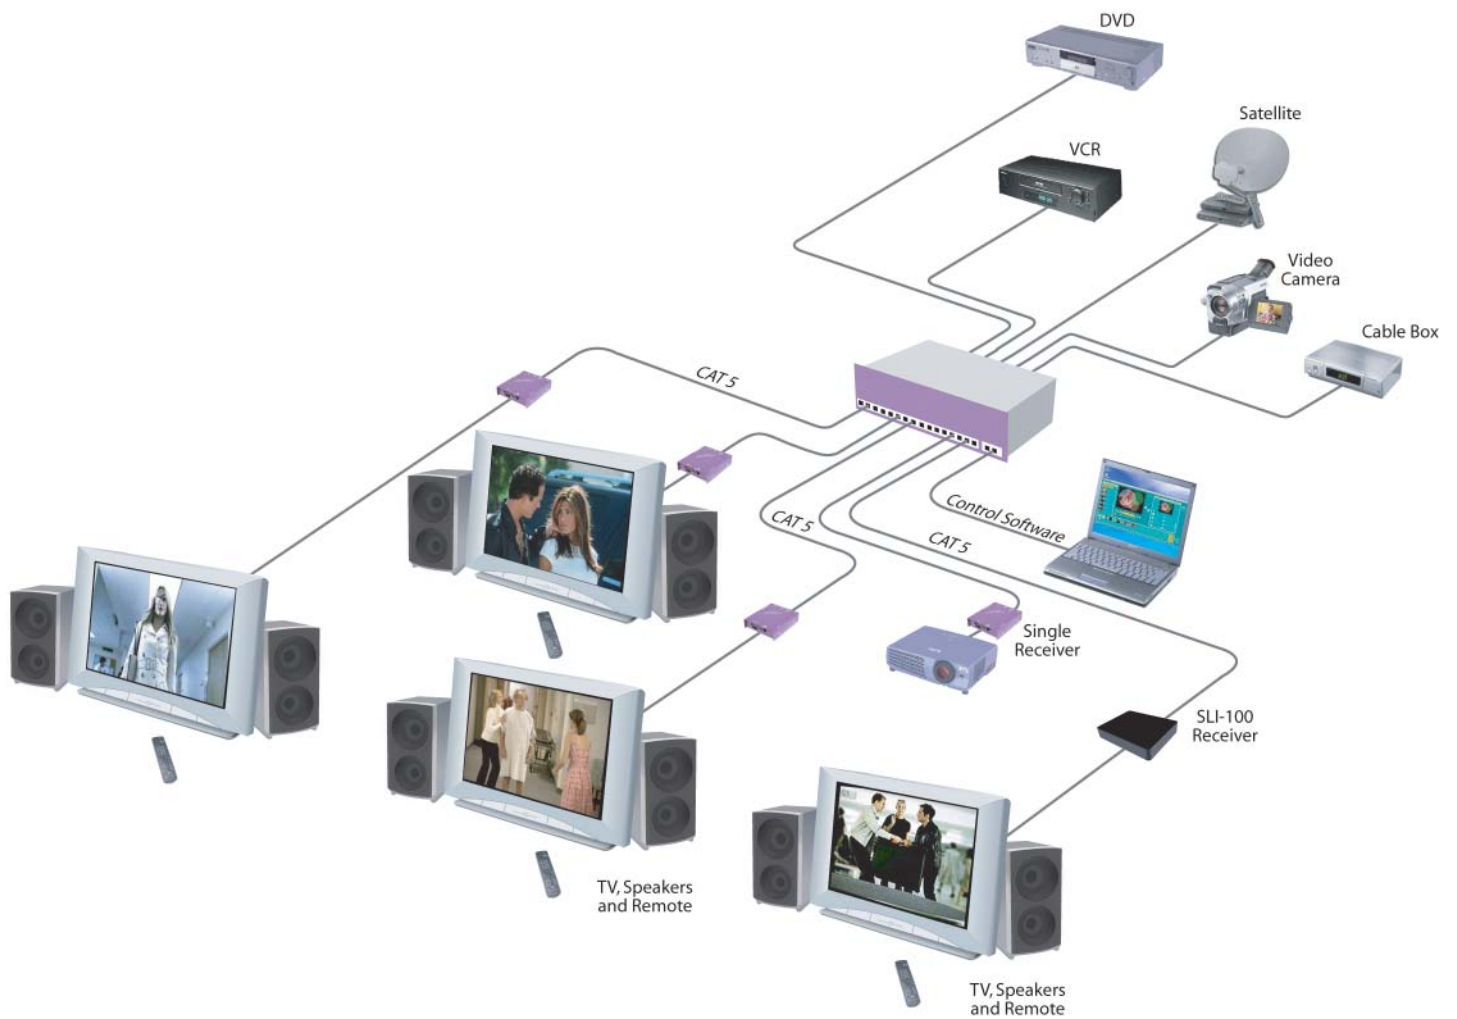 DVD
Satellite
VCR
Video
Camera
Cable Box
CAT 5
CAT 5
CAT 5
Control Software
Single
Receiver
SLI-100
Receiver
TV, Speakers
and Remote
TV, Speakers
and Remote